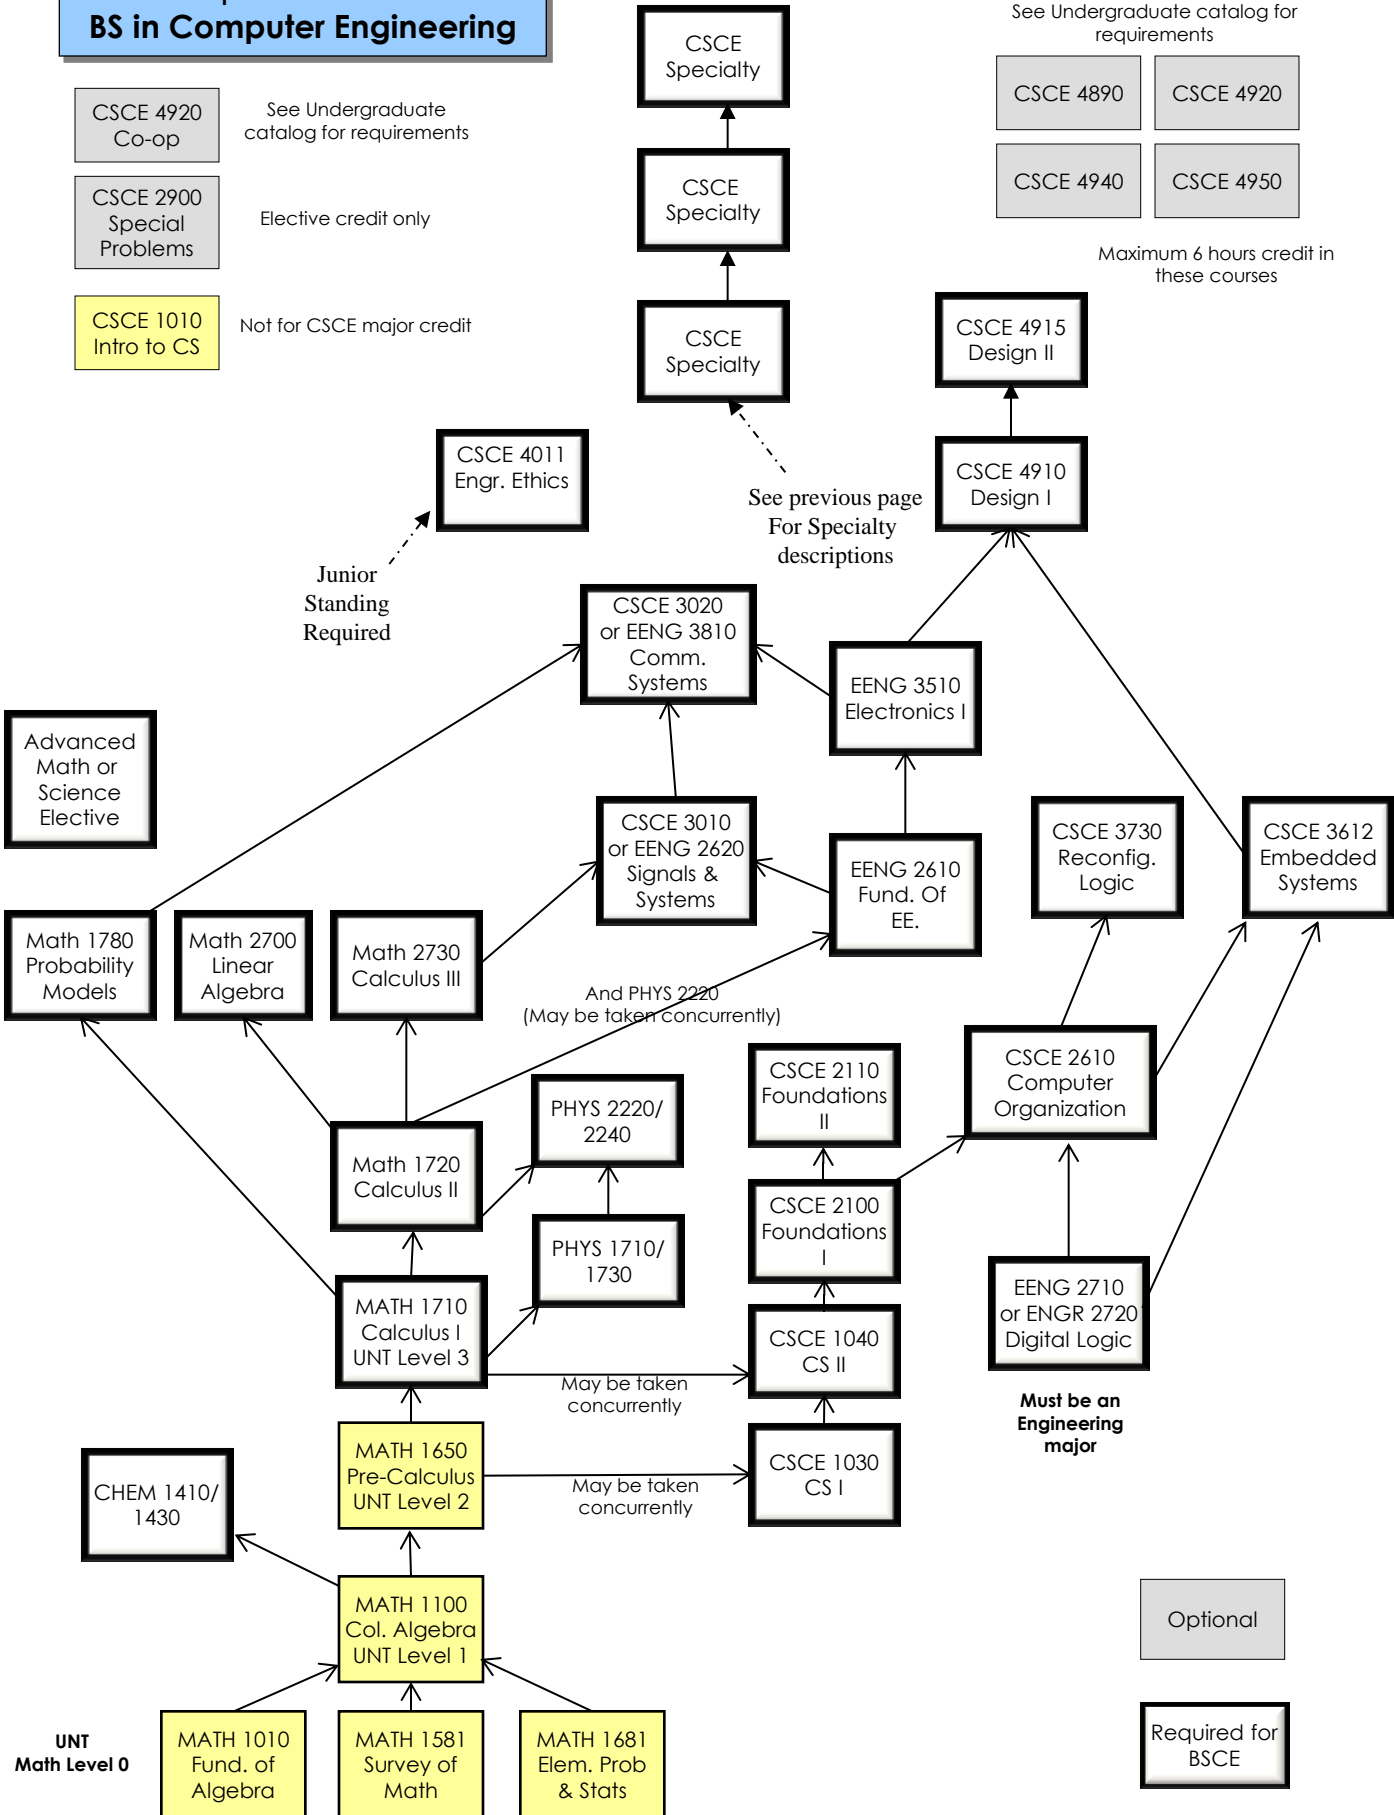 BS in Computer Engineering
CSCE 4920
Co-op
See Undergraduate
catalog for requirements
CSCE 2900
Special
Problems
Elective credit only
CSCE 1010
Intro to CS
Not for CSCE major credit
CSCE
Specialty
CSCE
Specialty
CSCE
Specialty
See Undergraduate catalog for
requirements
CSCE 4890
CSCE 4920
CSCE 4940
CSCE 4950
Maximum 6 hours credit in
these courses
CSCE 4915
Design II
CSCE 4910
Design I
CSCE 4011
Engr. Ethics
See previous page
For Specialty
descriptions
Junior
Standing
Required
CSCE 3020
or EENG 3810
Comm.
Systems
EENG 3510
Electronics I
Advanced
Math or
Science
Elective
CSCE 3010
or EENG 2620
Signals &
Systems
EENG 2610
Fund. Of
EE.
CSCE 3730
Reconfig.
Logic
CSCE 3612
Embedded
Systems
Math 1780
Probability
Models
Math 2700
Linear
Algebra
Math 2730
Calculus III
And PHYS 2220
(May be taken concurrently)
CSCE 2110
Foundations
II
CSCE 2610
Computer
Organization
PHYS 2220/
2240
Math 1720
Calculus II
CSCE 2100
Foundations
I
PHYS 1710/
1730
EENG 2710
or ENGR 2720
Digital Logic
MATH 1710
Calculus I
UNT Level 3
CSCE 1040
CS II
May be taken
concurrently
Must be an
Engineering
major
MATH 1650
Pre-Calculus
UNT Level 2
CSCE 1030
CS I
May be taken
concurrently
CHEM 1410/
1430
MATH 1100
Col. Algebra
UNT Level 1
Optional
UNT
Math Level 0
MATH 1010
Fund. of
Algebra
MATH 1581
Survey of
Math
MATH 1681
Elem. Prob
& Stats
Required for
BSCE